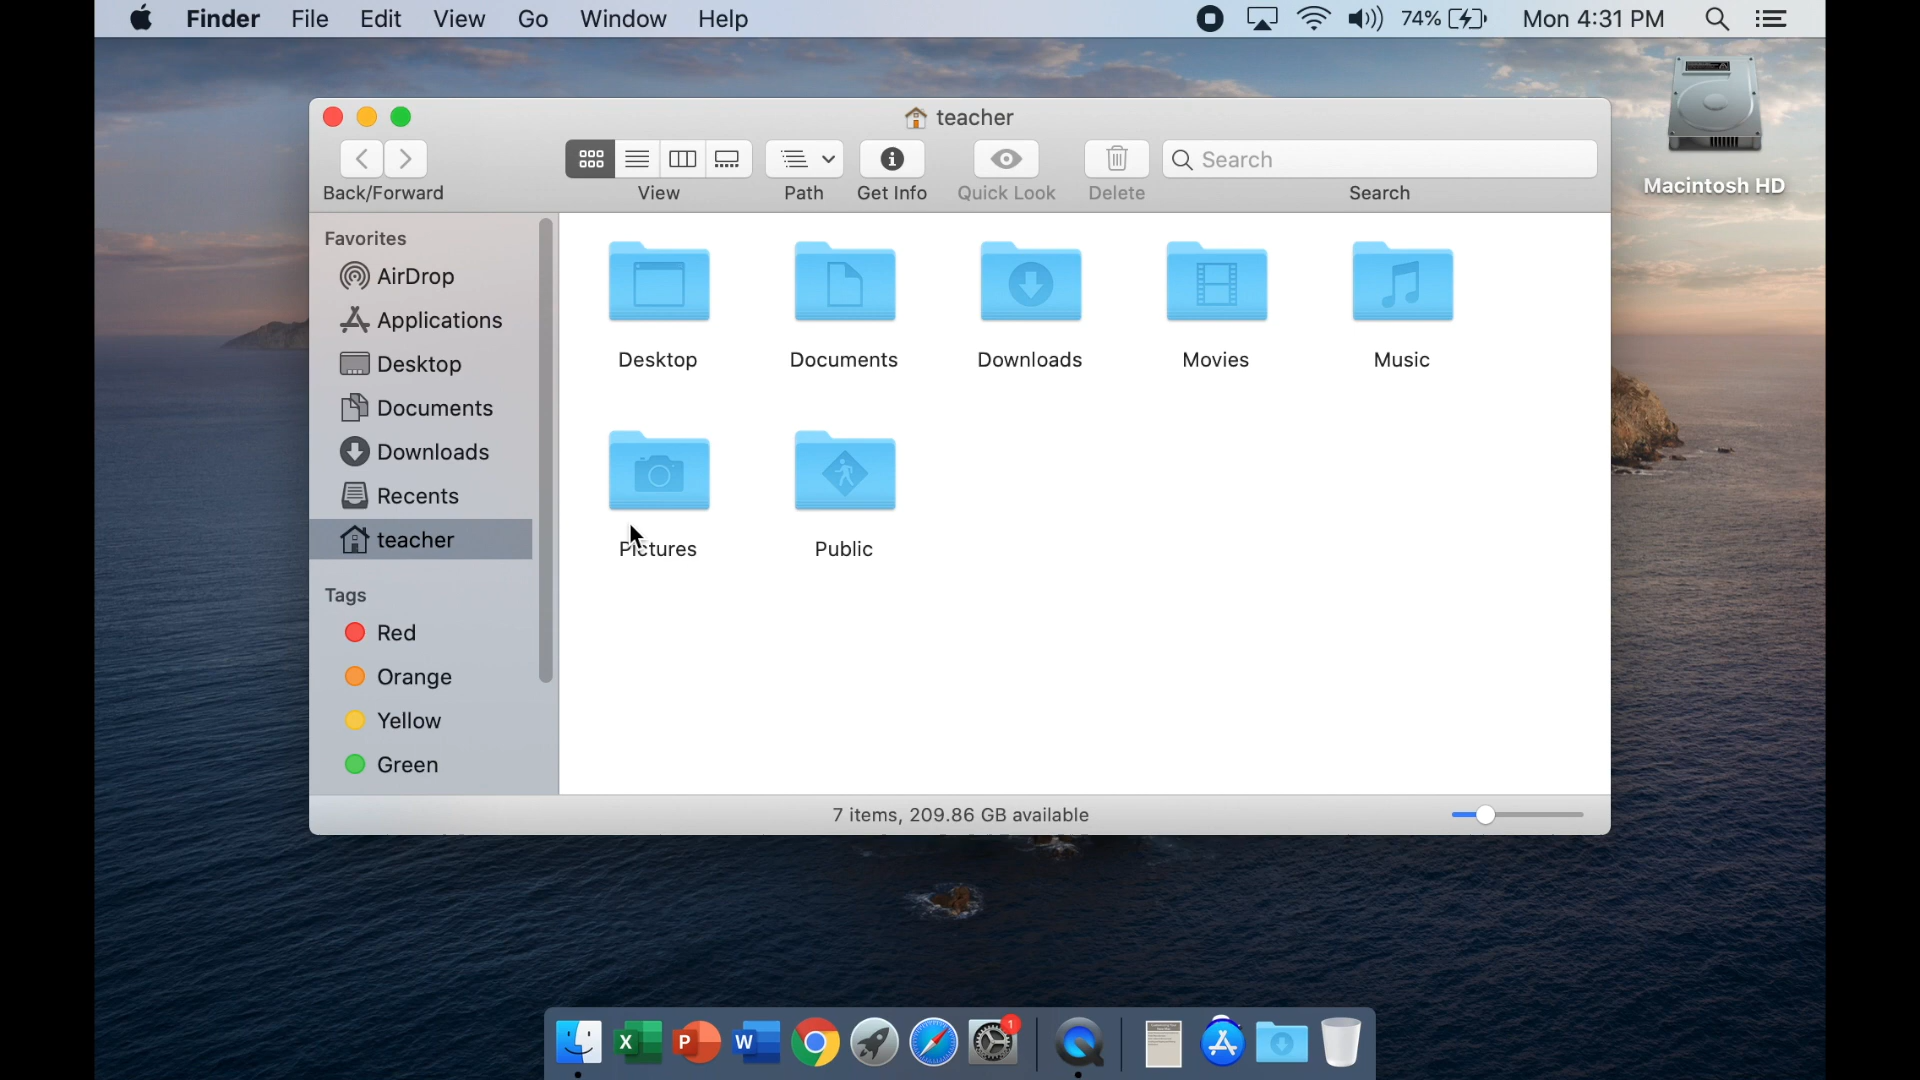 Finder File Edit View Go Window Help 74% Mon 4:31 PM
Macintosh HD
teacher
Search
Back/Forward View Path Get Info Quick Look Delete Search
Favorites
AirDrop
Applications
Desktop
Documents
Downloads
Recents
teacher
Tags
Red
Orange
Yellow
Green
Desktop Documents Downloads Movies Music
Pictures Public
7 items, 209.86 GB available
X P W 1